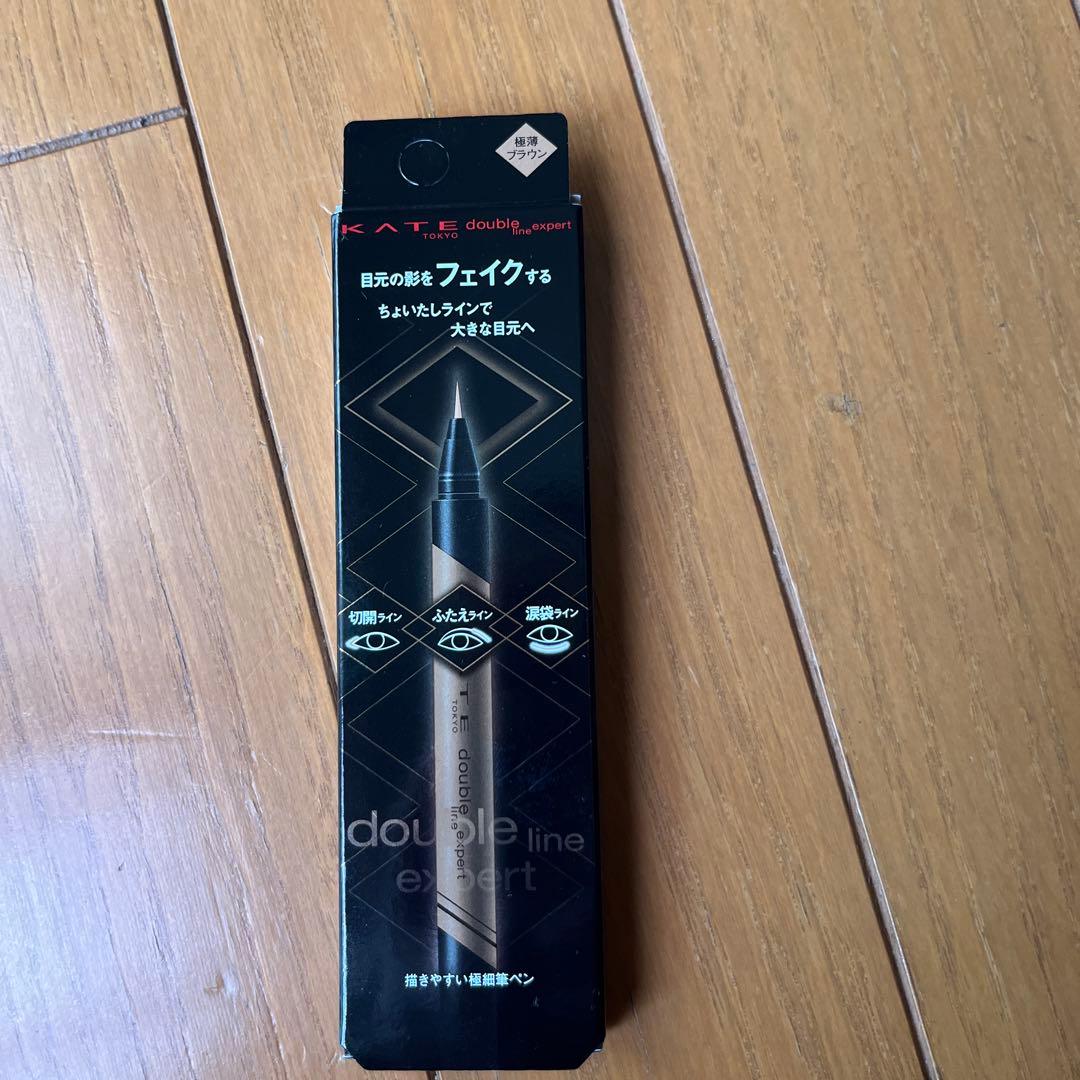 極薄
ブラウン
KATE
TOKYO
double
line expert
目元の影をフェイクする
ちょいたしラインで
大きな目元へ
切開ライン
ふたえライン
涙袋ライン
TE
TOKYO
double
line expert
double line
expert
描きやすい極細筆ペン